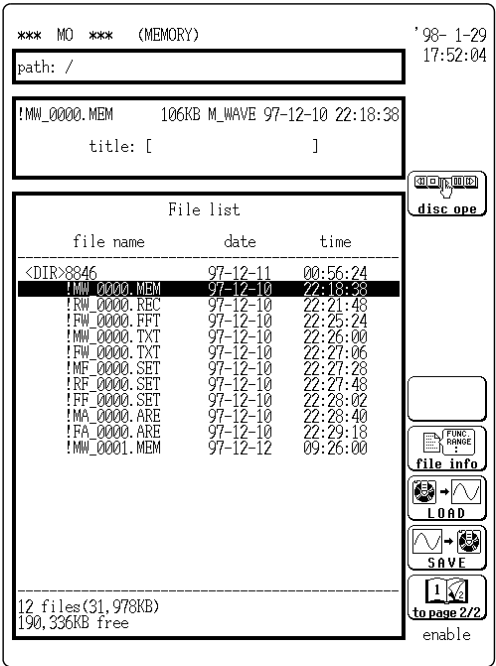 *** MO *** (MEMORY)
'98- 1-29
17:52:04
path: /
!MW_0000.MEM 106KB M_WAVE 97-12-10 22:18:38
title: [ ]
disc ope
File list
file name date time
<DIR>8846 97-12-11 00:56:24
!MW_0000.MEM 97-12-10 22:18:38
!RW_0000.REC 97-12-10 22:21:48
!FW_0000.FFT 97-12-10 22:25:24
!MW_0000.TXT 97-12-10 22:26:00
!FW_0000.TXT 97-12-10 22:27:06
!MF_0000.SET 97-12-10 22:27:28
!RF_0000.SET 97-12-10 22:27:48
!FF_0000.SET 97-12-10 22:28:02
!MA_0000.ARE 97-12-10 22:28:40
!FA_0000.ARE 97-12-10 22:29:18
!MW_0001.MEM 97-12-12 09:26:00
FUNC.
RANGE
:
file info
LOAD
SAVE
1 2
to page 2/2
enable
12 files(31,978KB)
190,336KB free